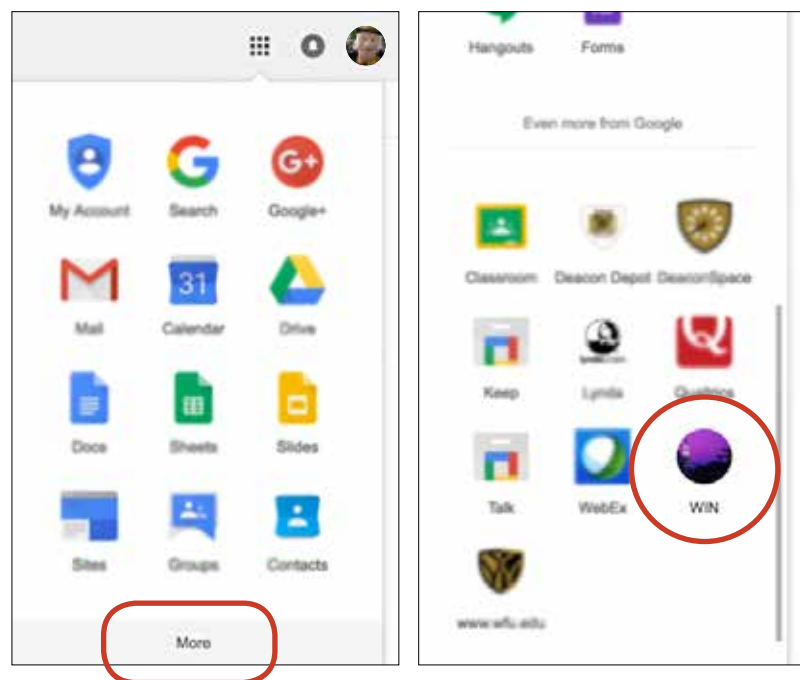 My Account Search Google+
31
Mail Calendar Drive
Docs Sheets Slides
Sites Groups Contacts
More
Hangouts Forms
Even more from Google
Classroom Deacon Depot DeaconSpace
Keep Lynda Qualtrics
Talk WebEx WIN
www.wfu.edu